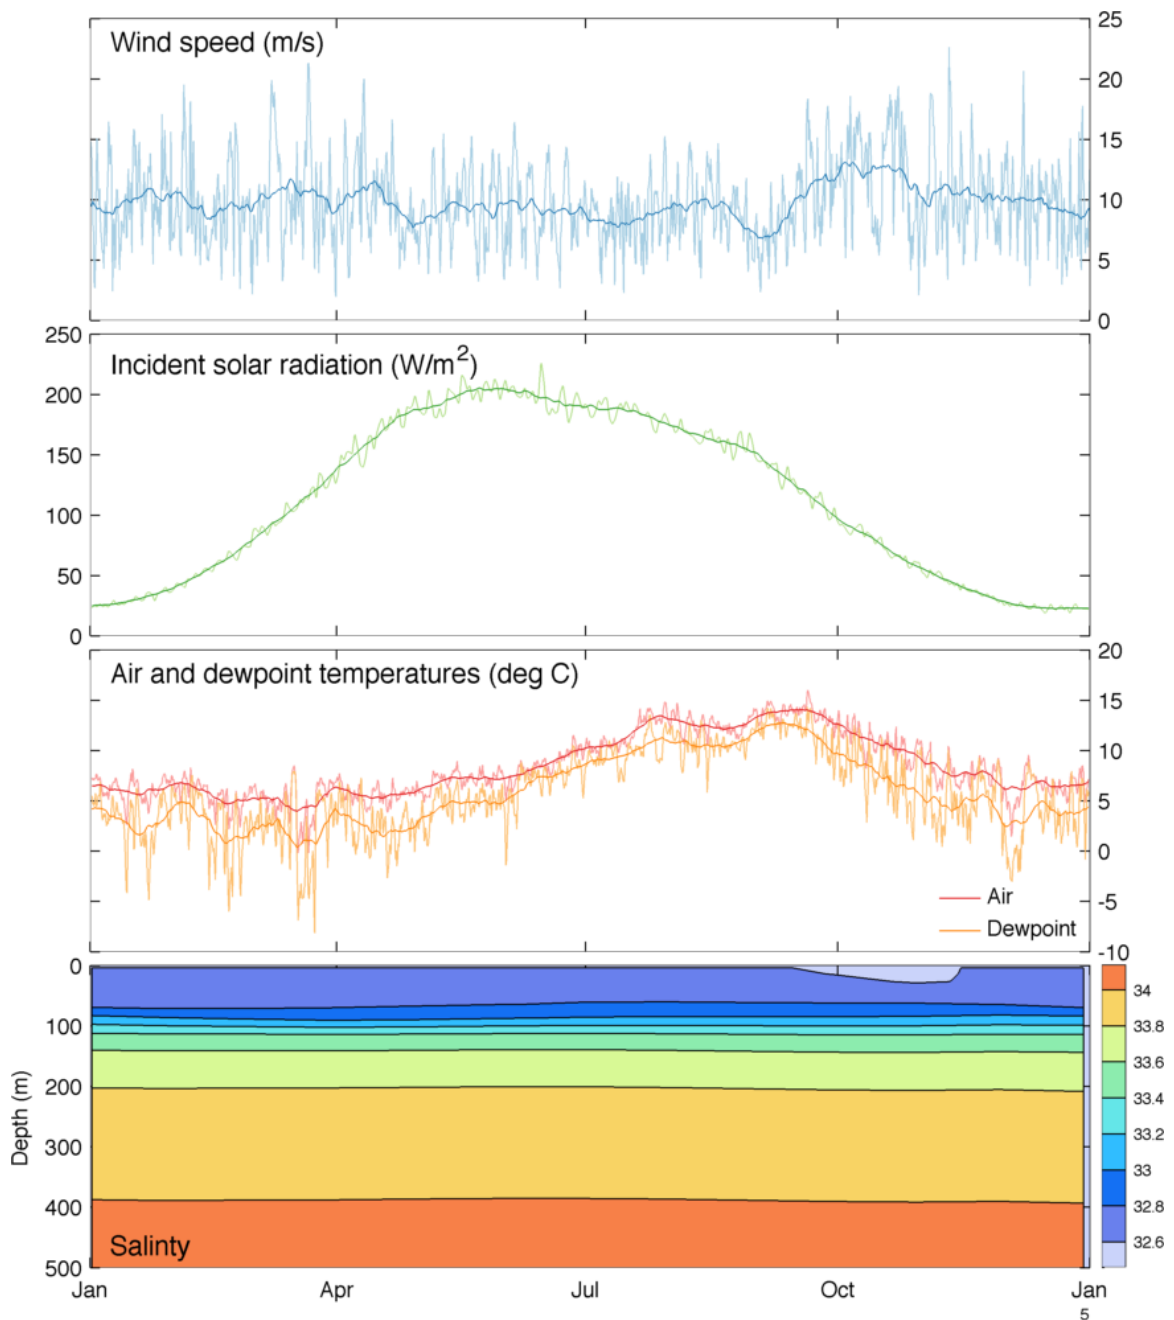 Wind speed (m/s)
25
20
15
10
5
0
Incident solar radiation (W/m²)
250
200
150
100
50
0
Air and dewpoint temperatures (deg C)
20
15
10
5
0
-5
-10
Air
Dewpoint
0
100
200
300
400
500
Depth (m)
Salinty
34
33.8
33.6
33.4
33.2
33
32.8
32.6
Jan
Apr
Jul
Oct
Jan
5